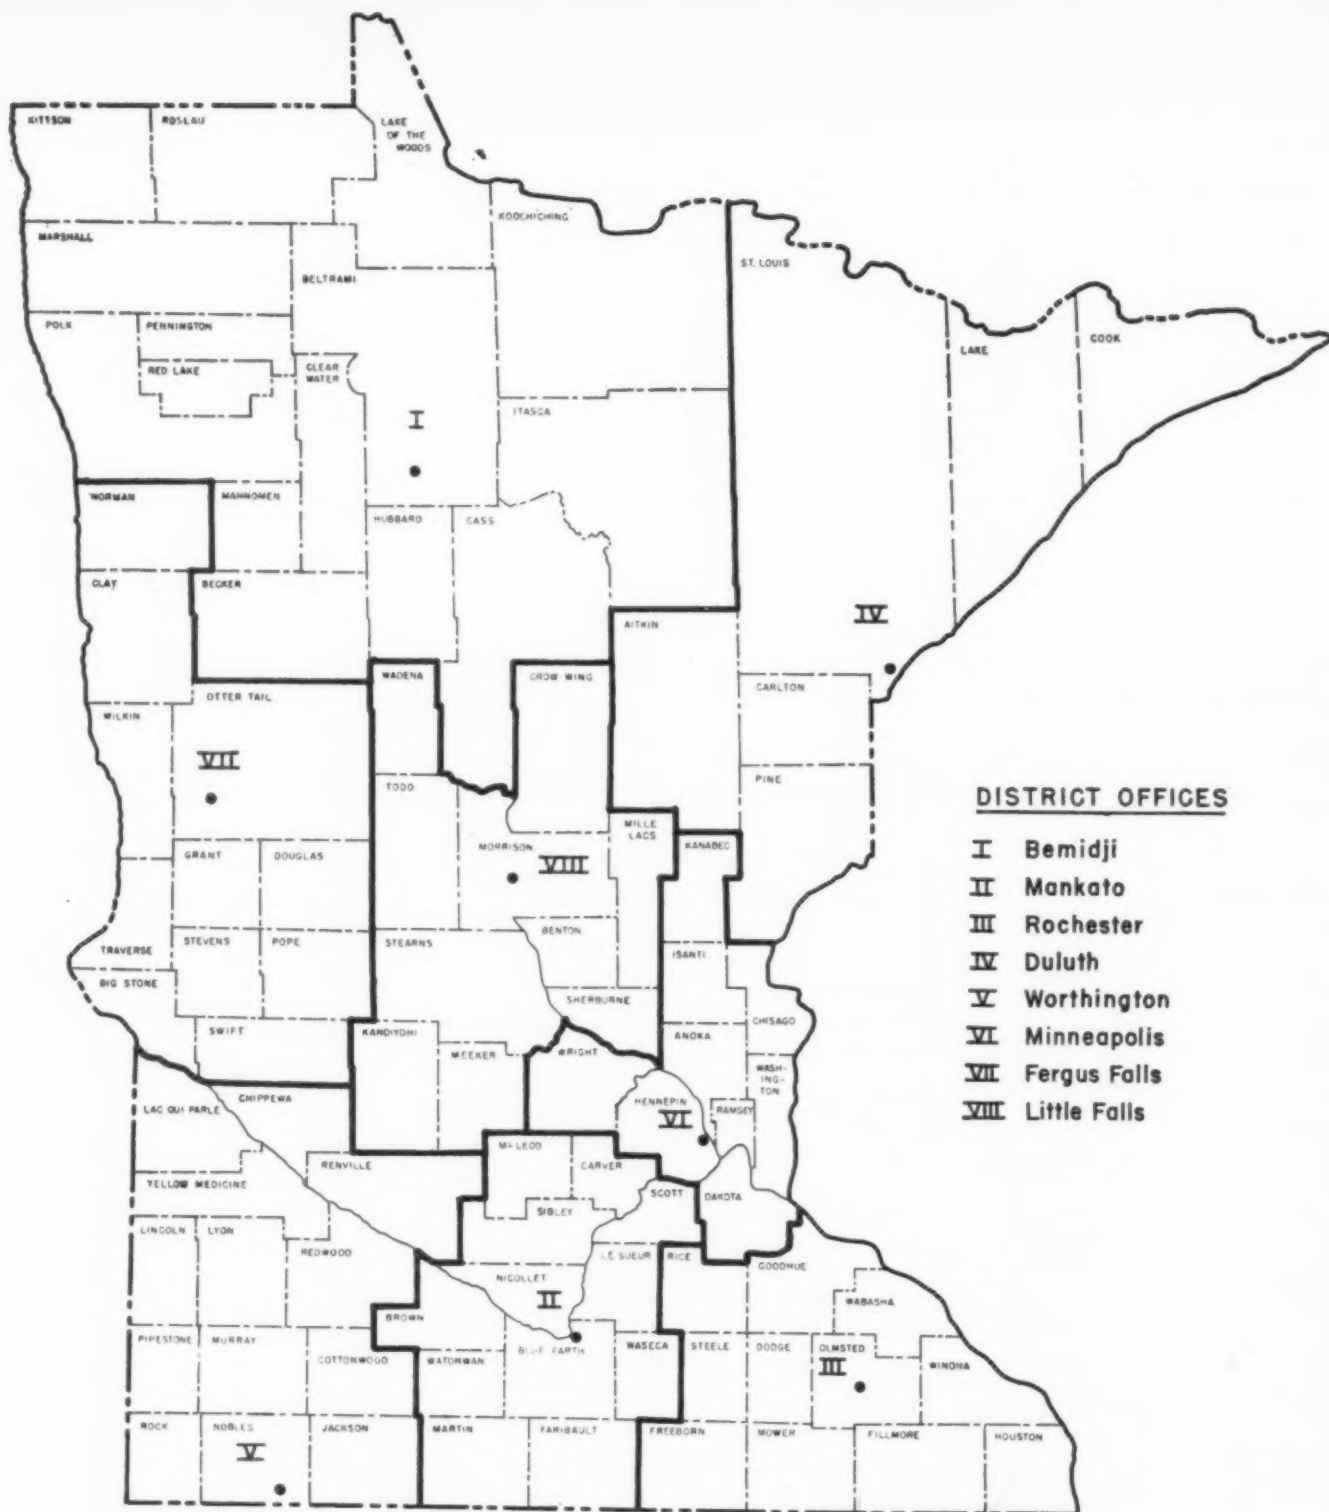 KITTSON
ROSEAU
LAKE
OF THE
WOODS
KOOCHICHING
MARSHALL
BELTRAMI
ST. LOUIS
POLK
PENNINGTON
LAKE
COOK
RED LAKE
CLEAR
WATER
I
ITASCA
NORMAN
MAHNOMEN
HUBBARD
CASS
CLAY
BECKER
IV
AITKIN
WADENA
CROW WING
CARLTON
OTTER TAIL
WILKIN
VII
TODD
PINE
DISTRICT OFFICES
I Bemidji
II Mankato
III Rochester
IV Duluth
V Worthington
VI Minneapolis
VII Fergus Falls
VIII Little Falls
MILLE
LACS
KANABEC
GRANT
DOUGLAS
MORRISON
VIII
BENTON
STEVENS
POPE
STEARNS
TRAVERSE
ISANTI
BIG STONE
SHERBURNE
CHISAGO
SWIFT
KANDIYOHI
ANOKA
MEEKER
WRIGHT
WASH-
ING-
TON
CHIPPEWA
HENNEPIN
RAMSEY
LAC QUI PARLE
VI
McLEOD
RENVILLE
CARVER
YELLOW MEDICINE
SCOTT
DAKOTA
SIBLEY
LINCOLN
LYON
REDWOOD
LE SUEUR
RICE
GOODHUE
NICOLLET
II
WABASHA
BROWN
PIPESTONE
MURRAY
COTTONWOOD
WATONWAN
BLUE EARTH
WASECA
STEELE
DODGE
OLMSTED
III
WINONA
ROCK
NOBLES
JACKSON
MARTIN
FARIBAULT
FREEBORN
MOWER
FILLMORE
HOUSTON
V